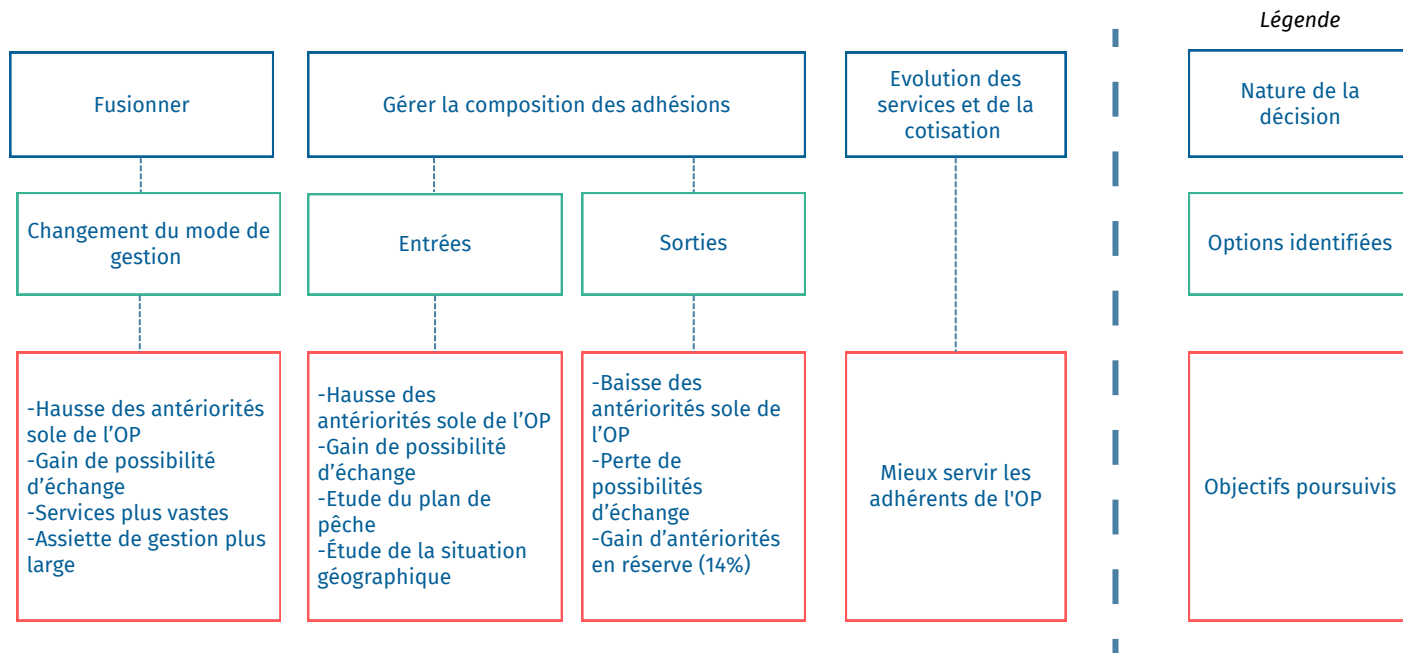 Légende
Fusionner
Gérer la composition des adhésions
Evolution des
services et de la
cotisation
Nature de la
décision
Changement du mode de
gestion
Entrées
Sorties
Options identifiées
-Hausse des antériorités
sole de l'OP
-Gain de possibilité
d'échange
-Services plus vastes
-Assiette de gestion plus
large
-Hausse des
antériorités sole de l'OP
-Gain de possibilité
d'échange
-Etude du plan de
pêche
-Étude de la situation
géographique
-Baisse des
antériorités sole de
l'OP
-Perte de
possibilités
d'échange
-Gain d'antériorités
en réserve (14%)
Mieux servir les
adhérents de l'OP
Objectifs poursuivis